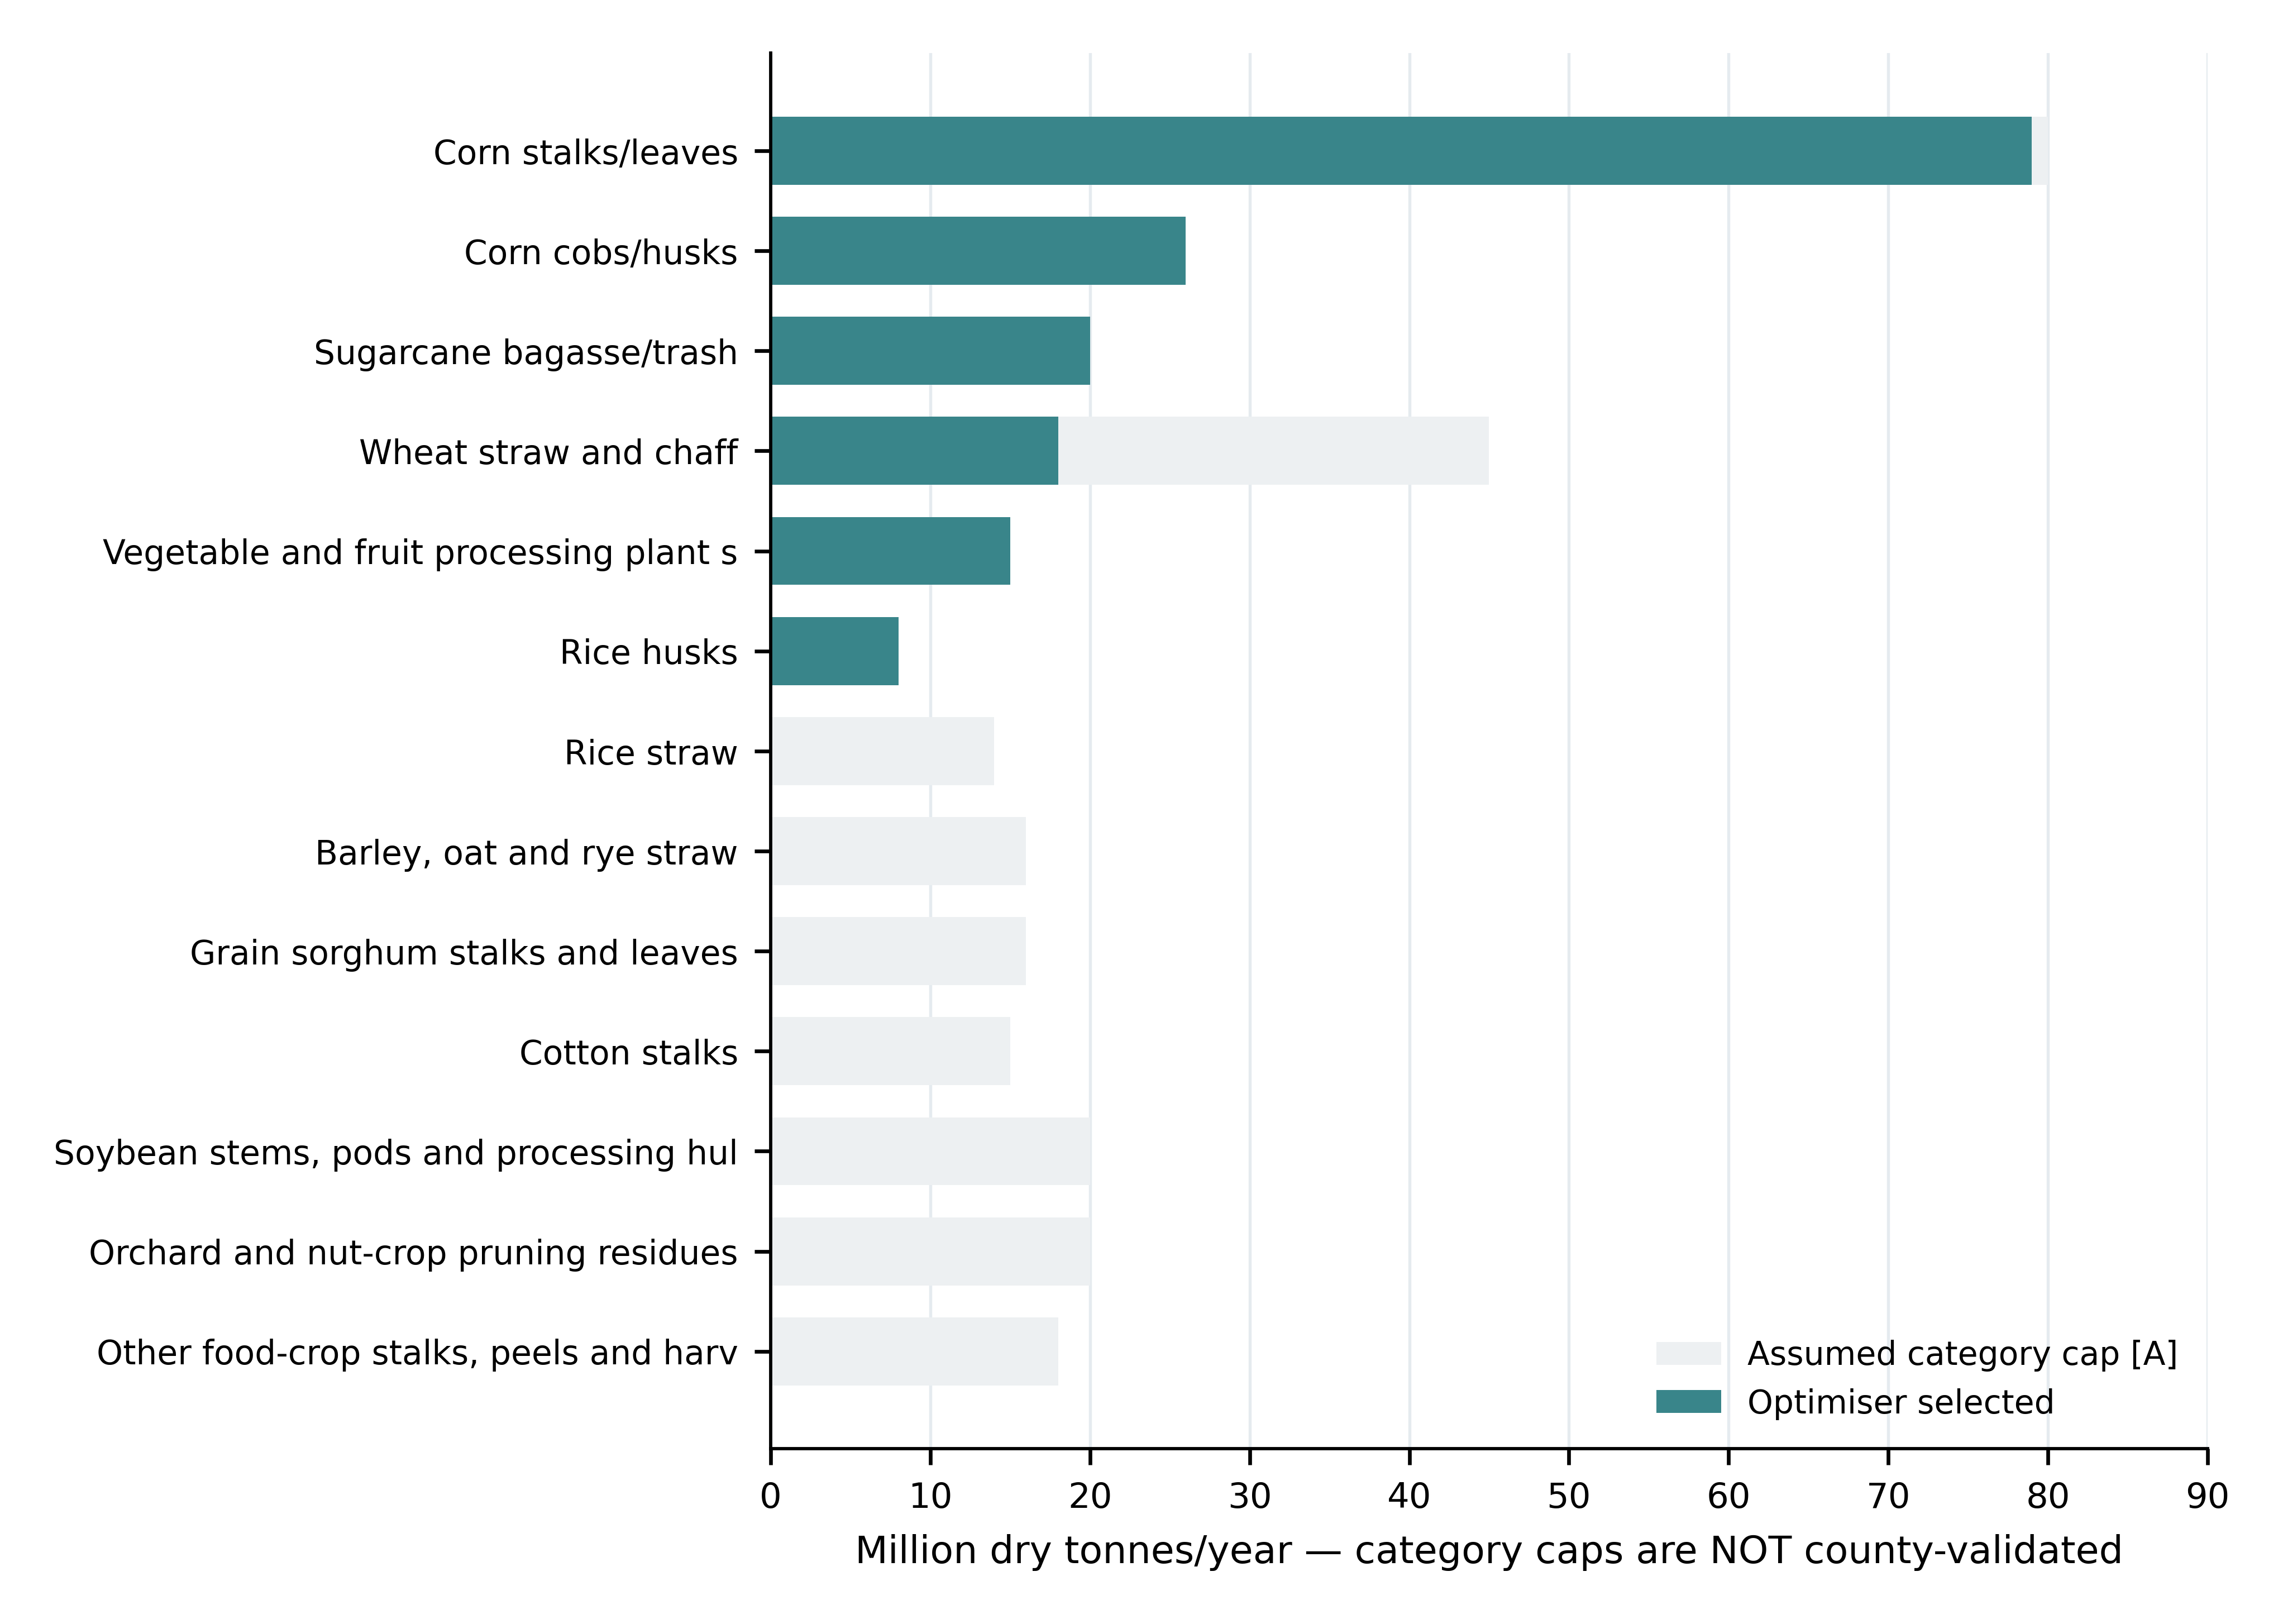 Corn stalks/leaves
Corn cobs/husks
Sugarcane bagasse/trash
Wheat straw and chaff
Vegetable and fruit processing plant s
Rice husks
Rice straw
Barley, oat and rye straw
Grain sorghum stalks and leaves
Cotton stalks
Soybean stems, pods and processing hul
Orchard and nut-crop pruning residues
Other food-crop stalks, peels and harv
Assumed category cap [A]
Optimiser selected
0 10 20 30 40 50 60 70 80 90
Million dry tonnes/year — category caps are NOT county-validated